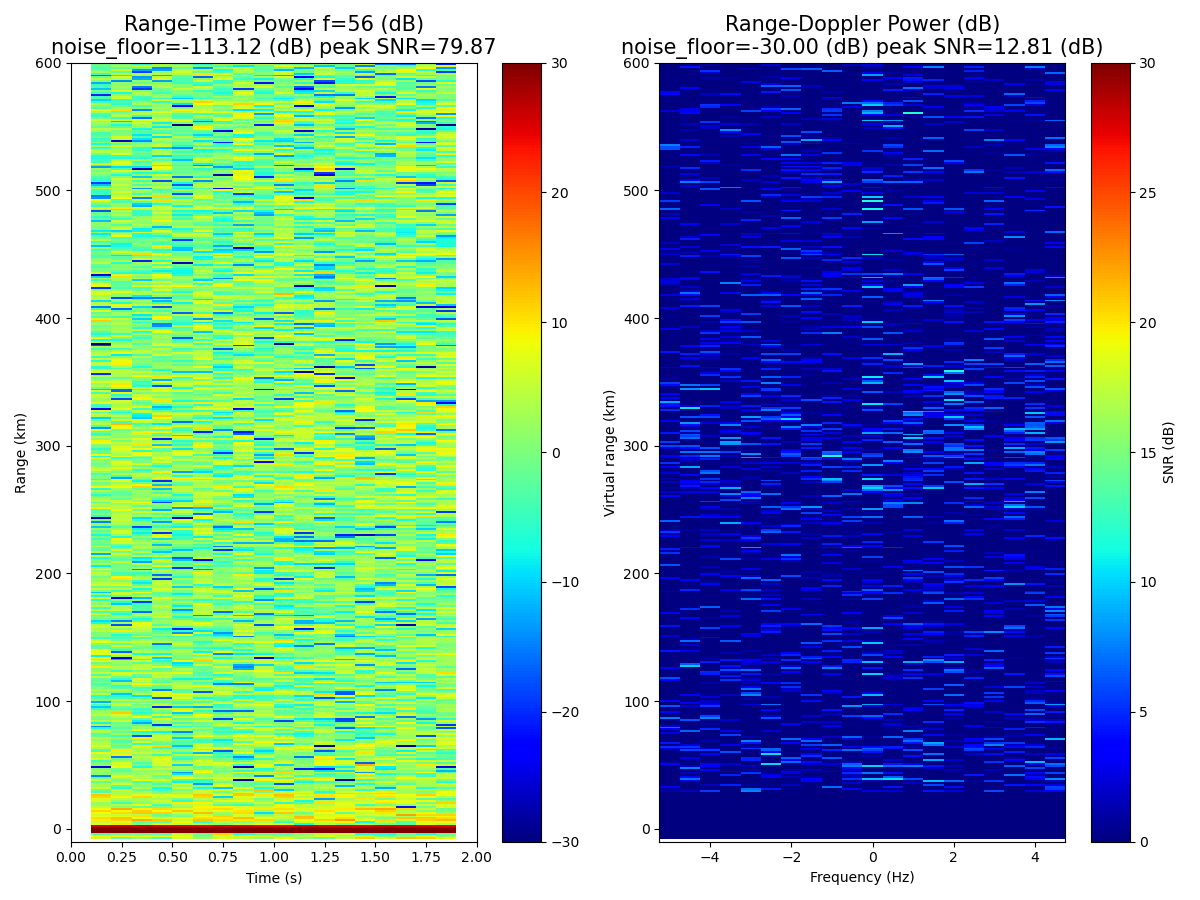 Range-Time Power f=56 (dB)
noise_floor=-113.12 (dB) peak SNR=79.87
Range-Doppler Power (dB)
noise_floor=-30.00 (dB) peak SNR=12.81 (dB)
600
500
400
300
200
100
0
Range (km)
0.00 0.25 0.50 0.75 1.00 1.25 1.50 1.75 2.00
Time (s)
30
20
10
0
−10
−20
−30
600
500
400
300
200
100
0
Virtual range (km)
−4 −2 0 2 4
Frequency (Hz)
30
25
20
15
10
5
0
SNR (dB)